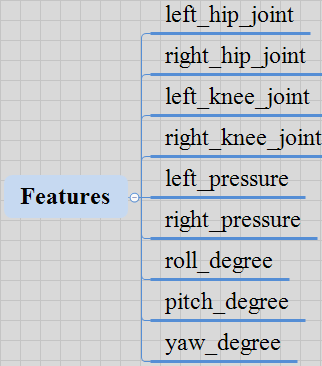 left_hip_joint
right_hip_joint
left_knee_joint
right_knee_joint
left_pressure
Features
right_pressure
roll_degree
pitch_degree
yaw_degree